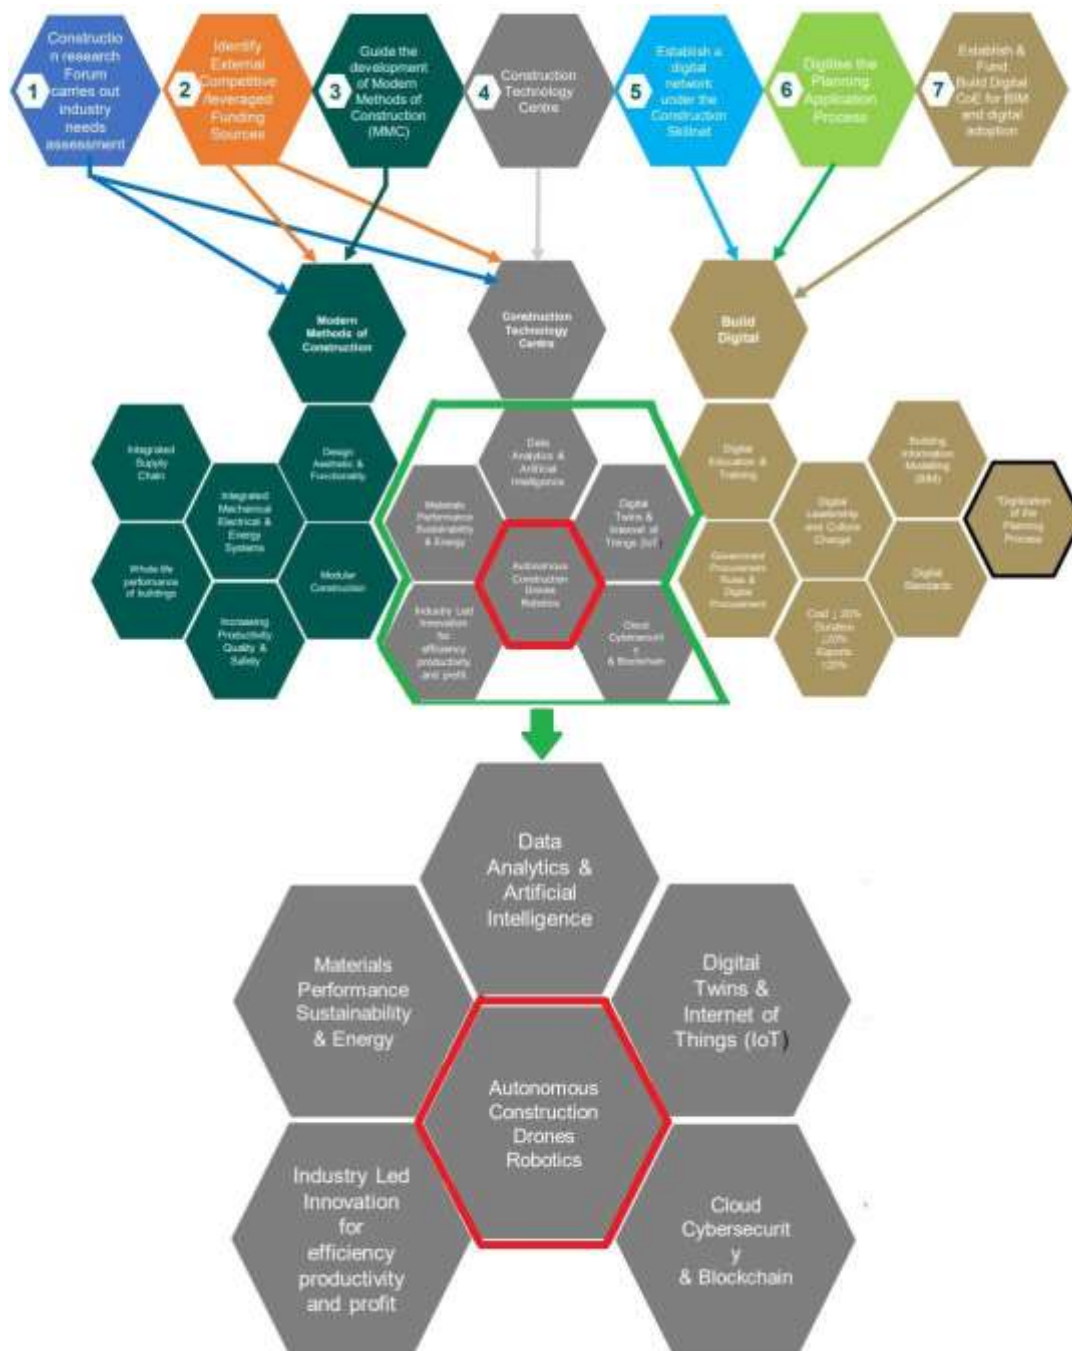 Constructio
n research
Forum
carries out
industry
needs
assessment
1
Identify
External
Competitive
/leveraged
Funding
Sources
2
Guide the
development
of Modern
Methods of
Construction
(MMC)
3
Construction
Technology
Centre
4
Establish a
digital
network
under the
Construction
Skillnet
5
Digitise the
Planning
Application
Process
6
Establish &
Fund
Build Digital
CoE for BIM
and digital
adoption
7
Modern
Methods of
Construction
Construction
Technology
Centre
Build
Digital
Integrated
Supply
Chain
Design
Aesthetic &
Functionality
Integrated
Mechanical
Electrical &
Energy
Systems
Whole life
performance
of buildings
Modular
Construction
Increasing
Productivity
Quality &
Safety
Data
Analytics &
Artificial
Intelligence
Materials
Performance
Sustainability
& Energy
Digital
Twins &
Internet of
Things (IoT)
Autonomous
Construction
Drones
Robotics
Industry Led
Innovation
for
efficiency
productivity
and profit
Cloud
Cybersecurit
y
& Blockchain
Digital
Education &
Training
Building
Information
Modelling
(BIM)
Digital
Leadership
and Culture
Change
*Digitization
of the
Planning
Process
Government
Procurement
Rules &
Digital
Procurement
Digital
Standards
Cost ↓ 20%
Duration
Exports
Data
Analytics &
Artificial
Intelligence
Materials
Performance
Sustainability
& Energy
Digital
Twins &
Internet of
Things (IoT)
Autonomous
Construction
Drones
Robotics
Industry Led
Innovation
for
efficiency
productivity
and profit
Cloud
Cybersecurit
y
& Blockchain